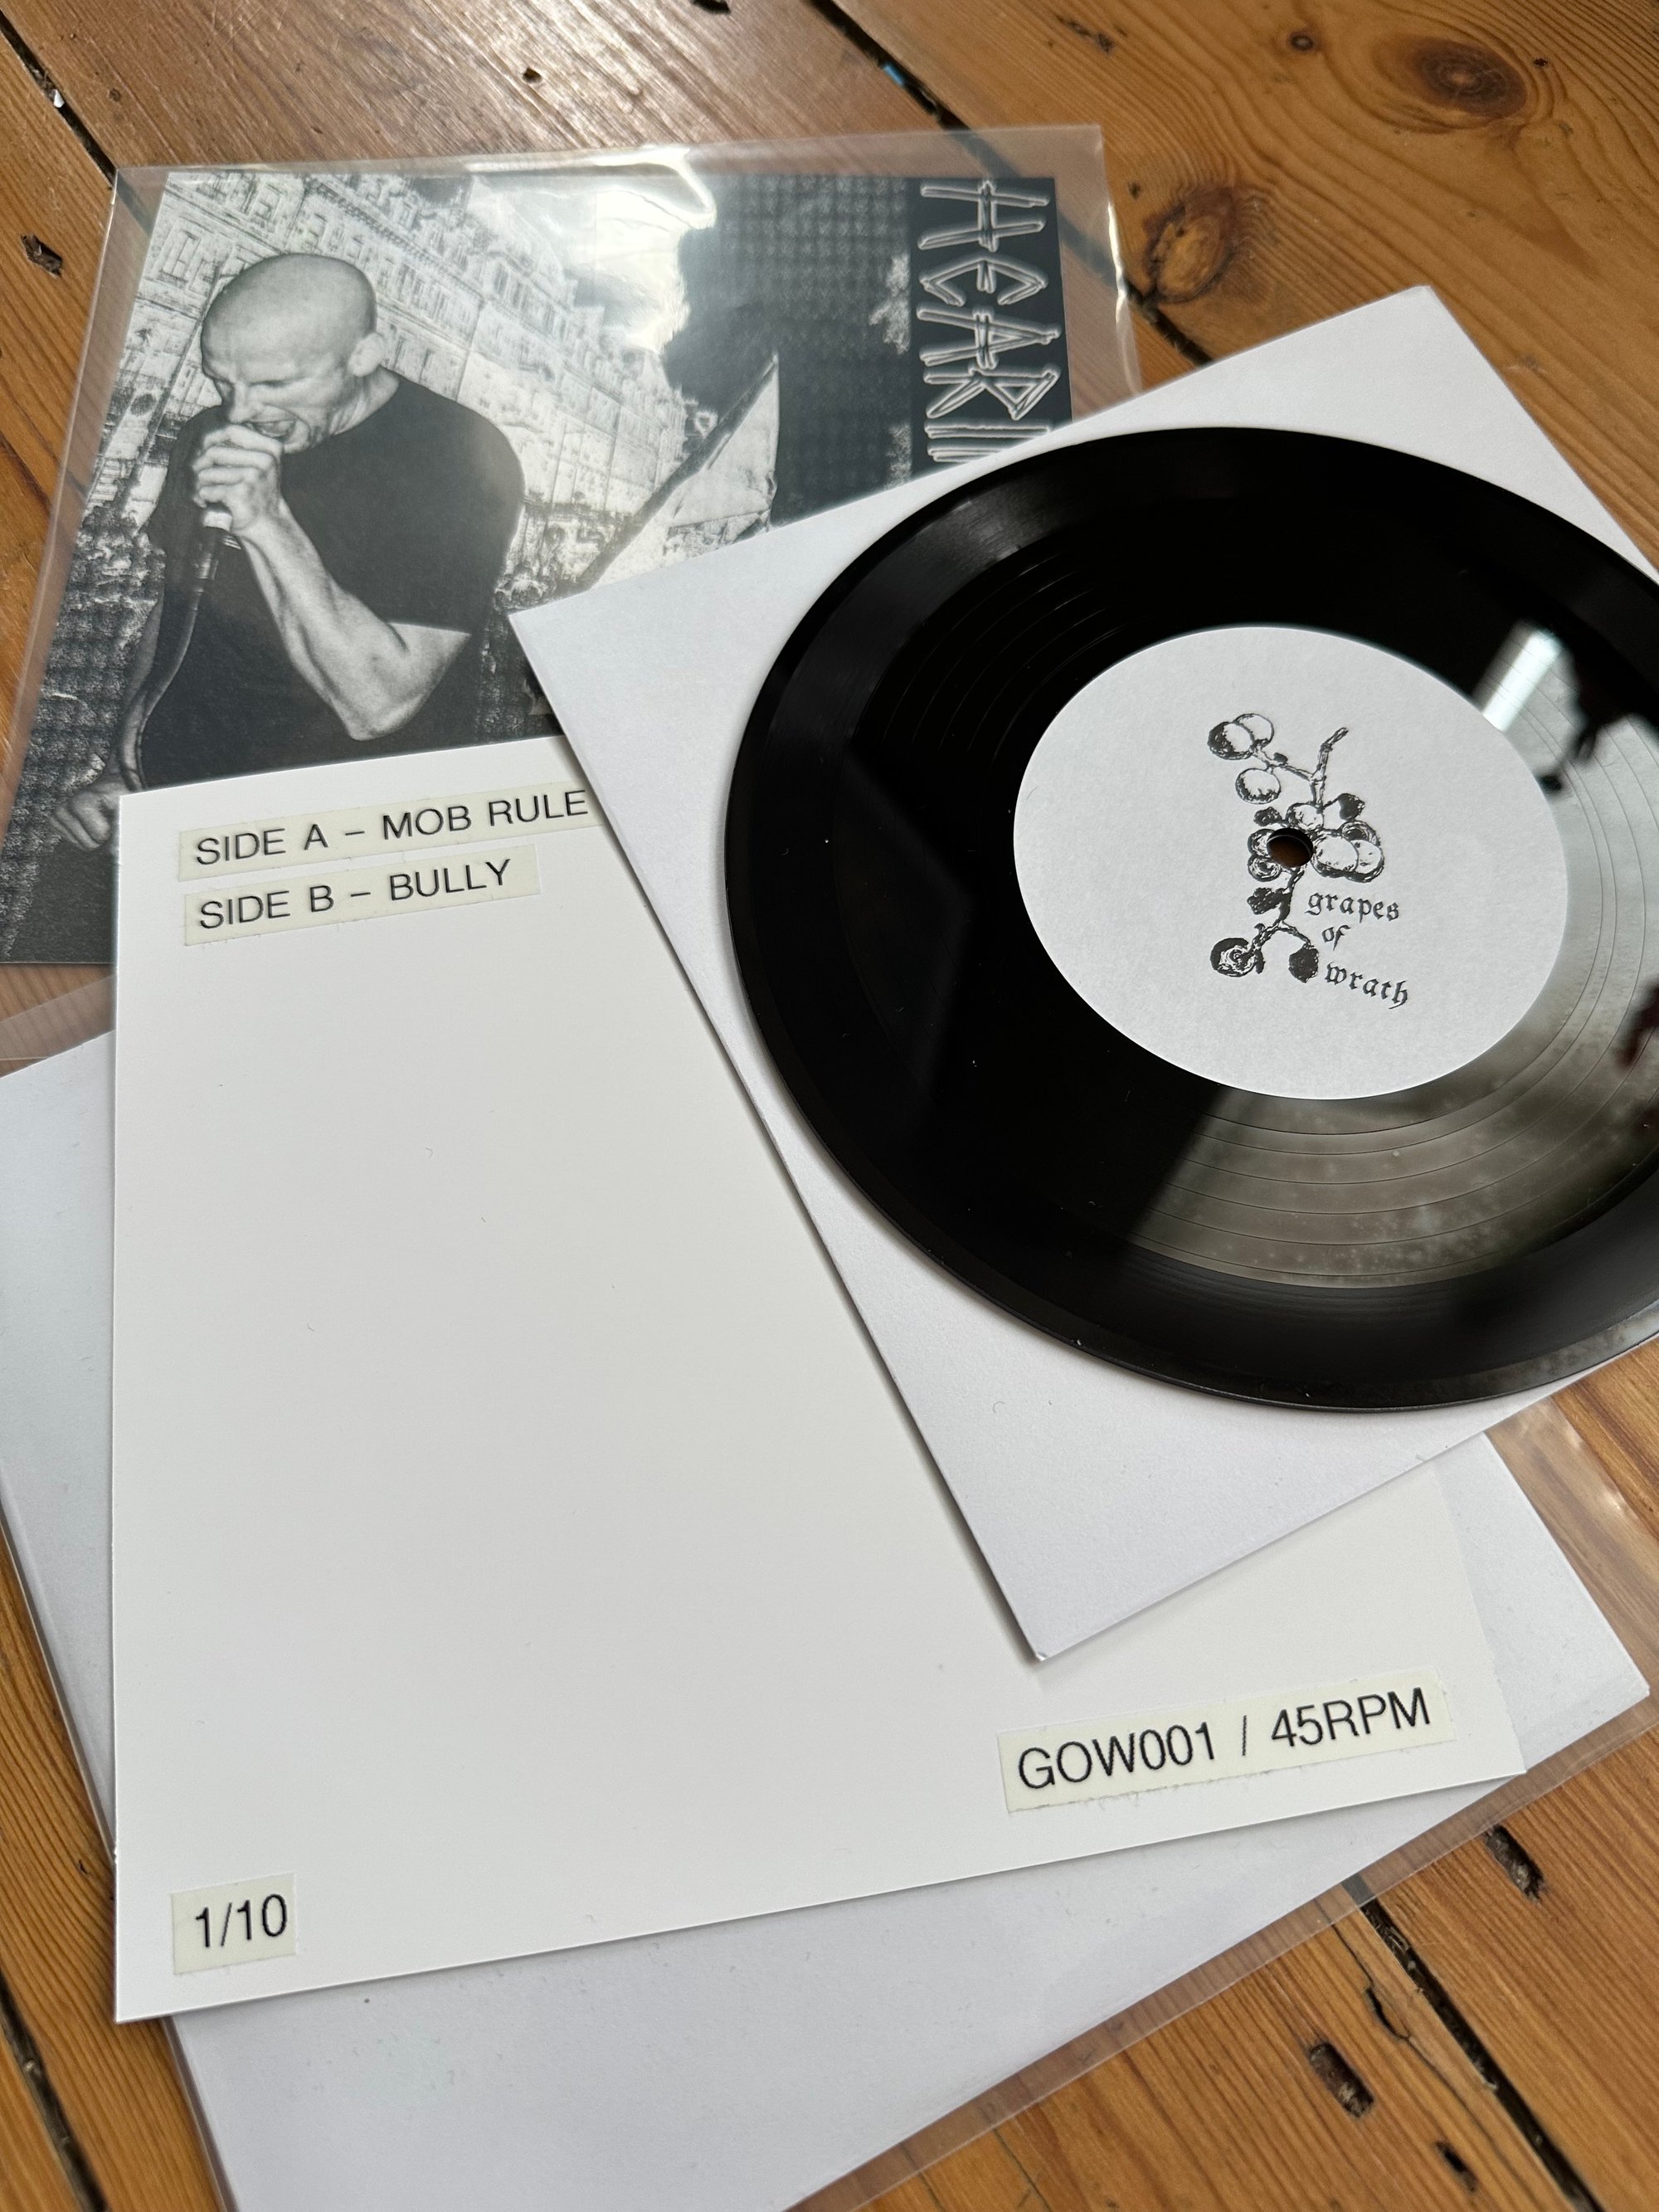 SIDE A – MOB RULE
SIDE B – BULLY
grapes
of
wrath
GOW001 / 45RPM
1/10